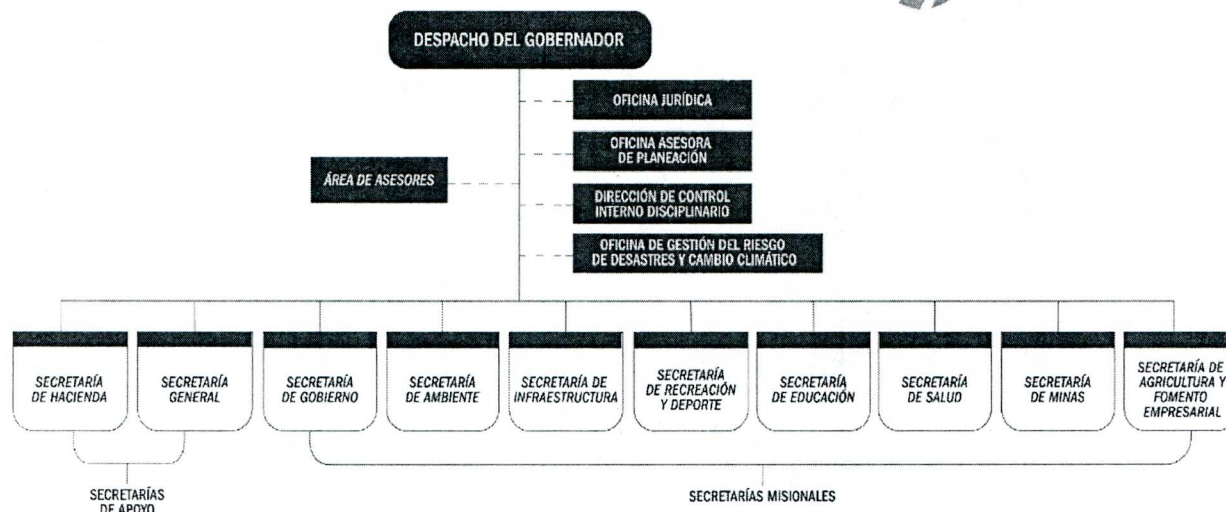 DESPACHO DEL GOBERNADOR
OFICINA JURÍDICA
OFICINA ASESORA
DE PLANEACIÓN
ÁREA DE ASESORES
DIRECCIÓN DE CONTROL
INTERNO DISCIPLINARIO
OFICINA DE GESTIÓN DEL RIESGO
DE DESASTRES Y CAMBIO CLIMÁTICO
SECRETARÍA
DE HACIENDA
SECRETARÍA
GENERAL
SECRETARÍA
DE GOBIERNO
SECRETARÍA
DE AMBIENTE
SECRETARÍA DE
INFRAESTRUCTURA
SECRETARÍA
DE RECREACIÓN
Y DEPORTE
SECRETARÍA
DE EDUCACIÓN
SECRETARÍA
DE SALUD
SECRETARÍA
DE MINAS
SECRETARÍA DE
AGRICULTURA Y
FOMENTO
EMPRESARIAL
SECRETARÍAS
DE APOYO
SECRETARÍAS MISIONALES